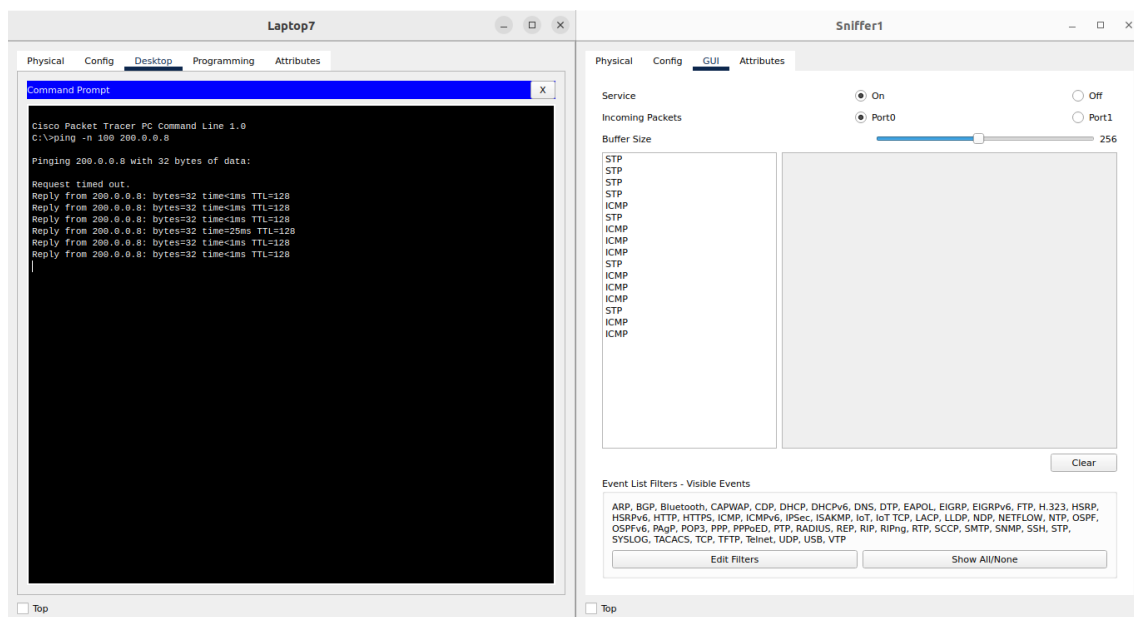 Laptop7
Physical Config Desktop Programming Attributes
Command Prompt X
Cisco Packet Tracer PC Command Line 1.0
C:\>ping -n 100 200.0.0.8
Pinging 200.0.0.8 with 32 bytes of data:
Request timed out.
Reply from 200.0.0.8: bytes=32 time<1ms TTL=128
Reply from 200.0.0.8: bytes=32 time<1ms TTL=128
Reply from 200.0.0.8: bytes=32 time<1ms TTL=128
Reply from 200.0.0.8: bytes=32 time=25ms TTL=128
Reply from 200.0.0.8: bytes=32 time<1ms TTL=128
Reply from 200.0.0.8: bytes=32 time<1ms TTL=128
Top
Sniffer1
Physical Config GUI Attributes
Service On Off
Incoming Packets Port0 Port1
Buffer Size 256
STP
STP
STP
STP
ICMP
STP
ICMP
ICMP
ICMP
STP
ICMP
ICMP
ICMP
STP
ICMP
ICMP
Clear
Event List Filters - Visible Events
ARP, BGP, Bluetooth, CAPWAP, CDP, DHCP, DHCPv6, DNS, DTP, EAPOL, EIGRP, EIGRPv6, FTP, H.323, HSRP,
HSRPv6, HTTP, HTTPS, ICMP, ICMPv6, IPSec, ISAKMP, IoT, IoT TCP, LACP, LLDP, NDP, NETFLOW, NTP, OSPF,
OSPFv6, PAgP, POP3, PPP, PPPoED, PTP, RADIUS, REP, RIP, RIPng, RTP, SCCP, SMTP, SNMP, SSH, STP,
SYSLOG, TACACS, TCP, TFTP, Telnet, UDP, USB, VTP
Edit Filters Show All/None
Top